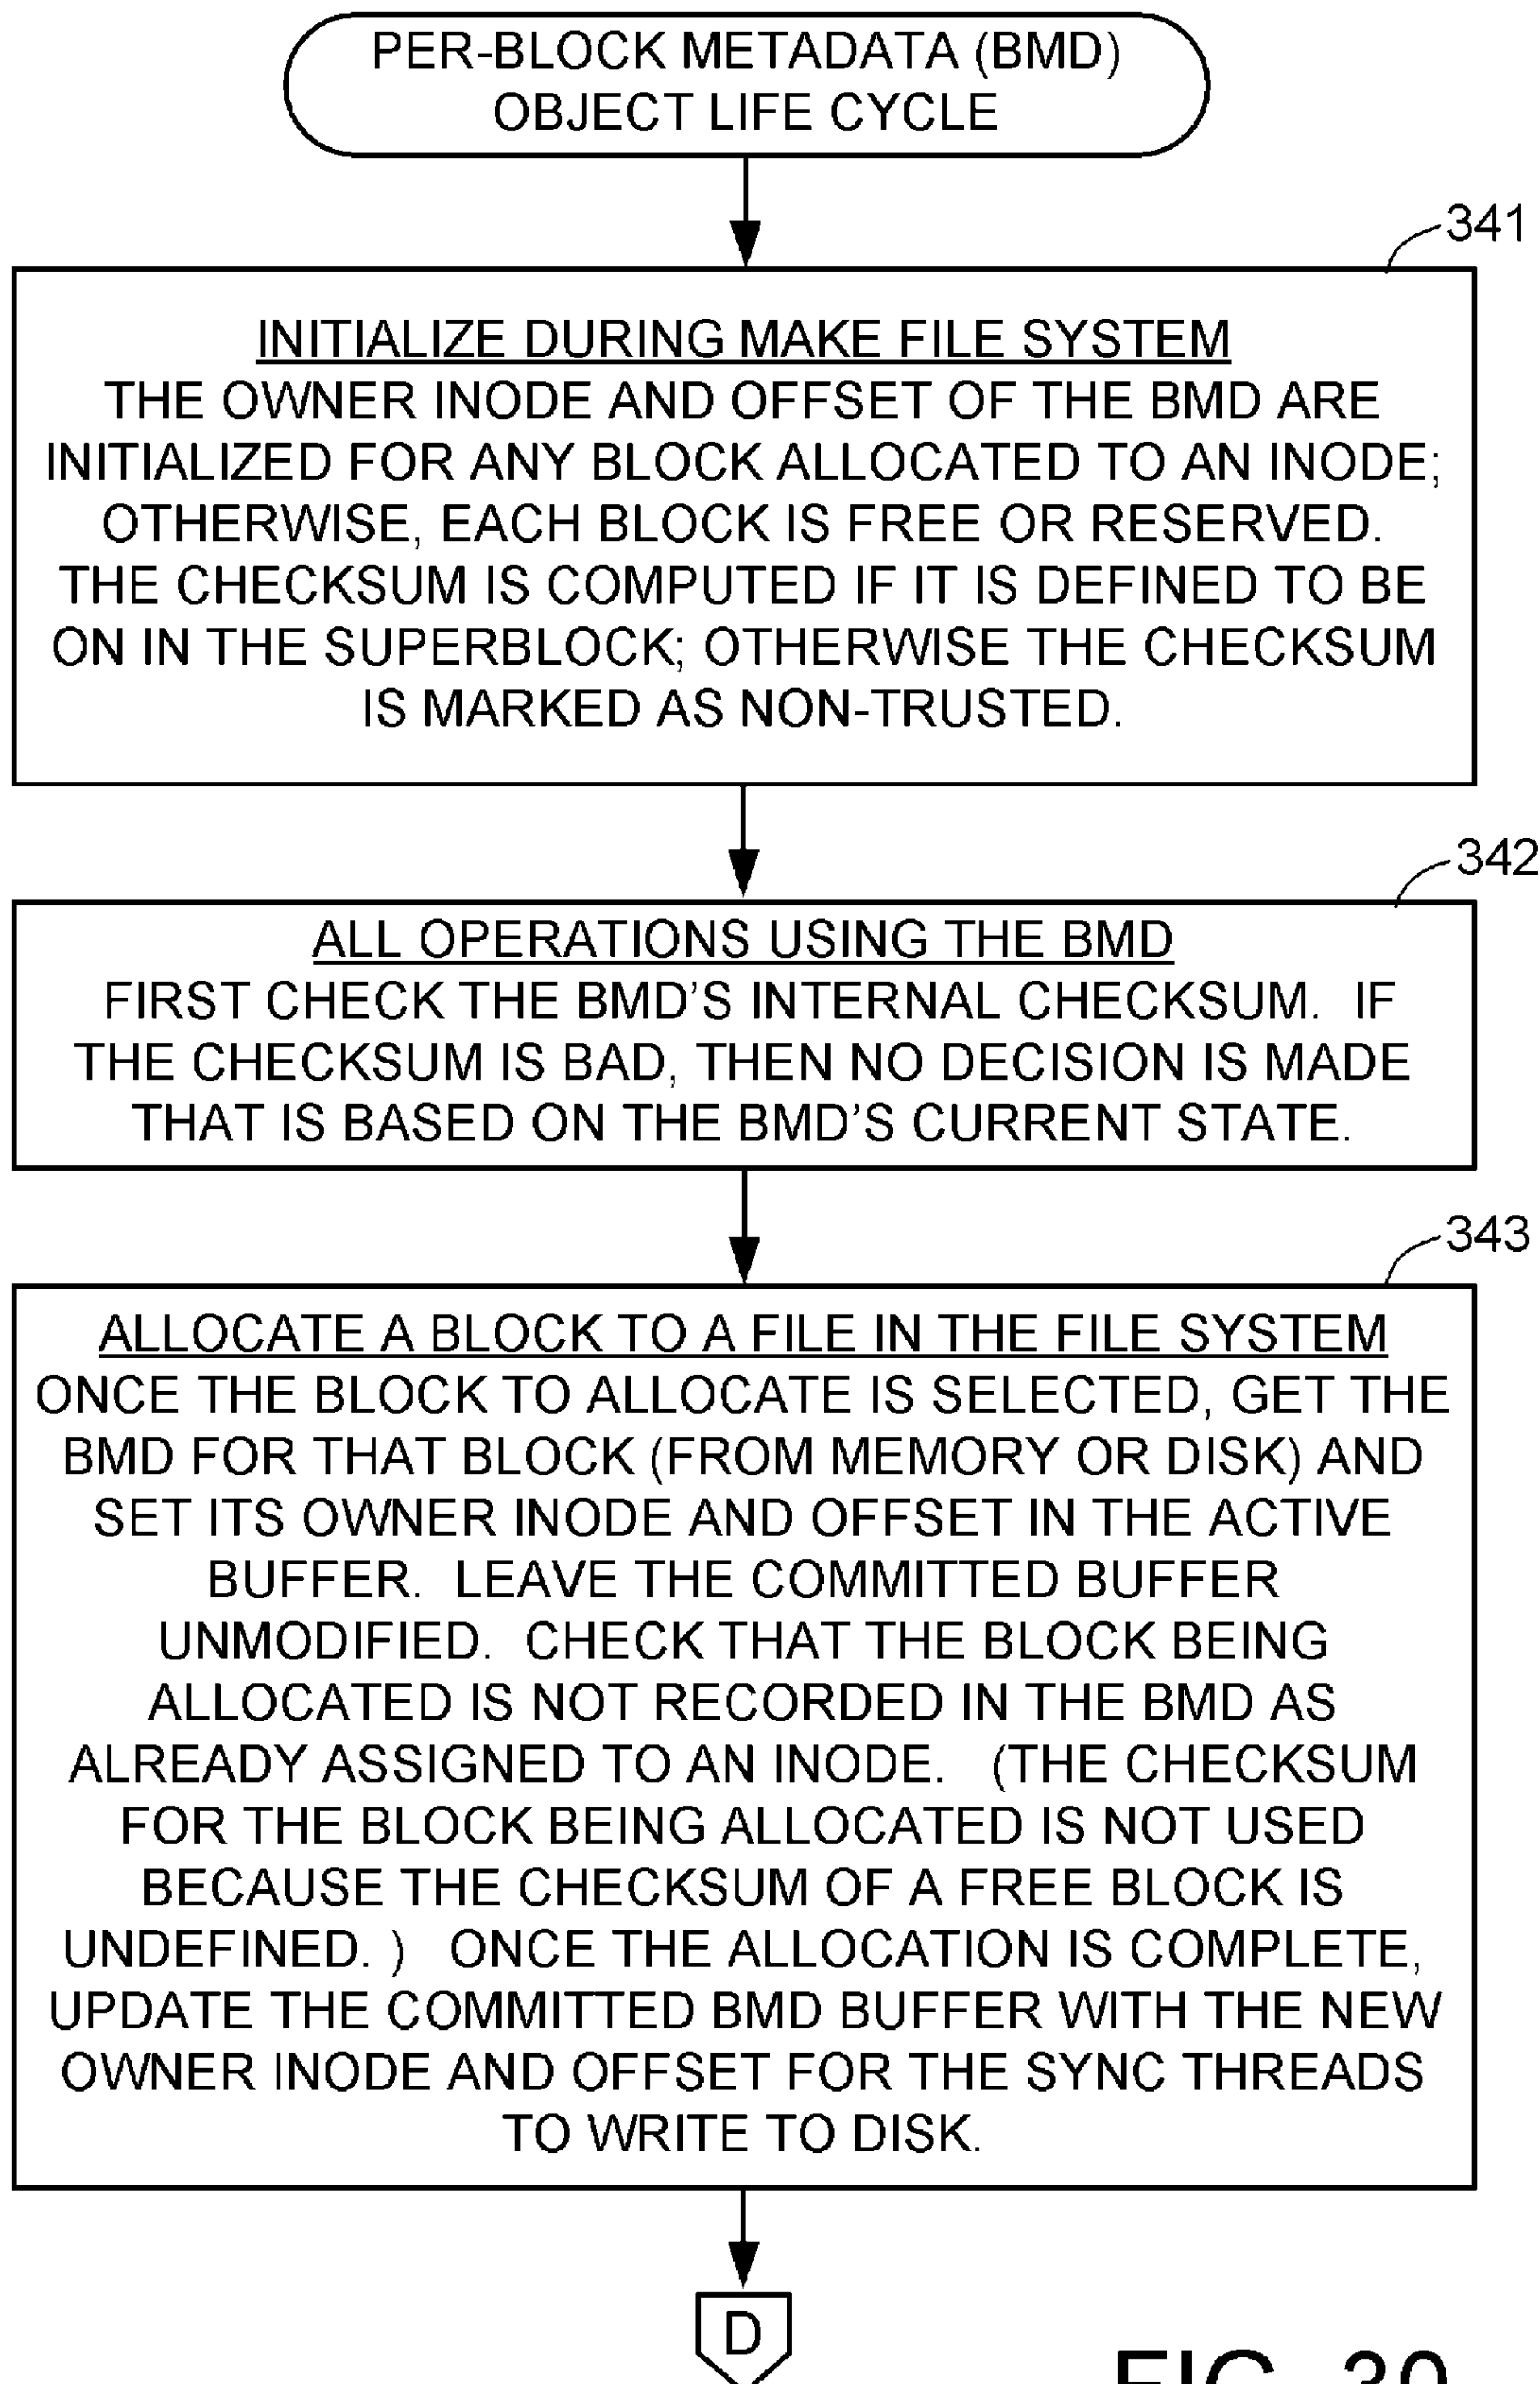 PER-BLOCK METADATA (BMD)
OBJECT LIFE CYCLE
341
INITIALIZE DURING MAKE FILE SYSTEM
THE OWNER INODE AND OFFSET OF THE BMD ARE
INITIALIZED FOR ANY BLOCK ALLOCATED TO AN INODE;
OTHERWISE, EACH BLOCK IS FREE OR RESERVED.
THE CHECKSUM IS COMPUTED IF IT IS DEFINED TO BE
ON IN THE SUPERBLOCK; OTHERWISE THE CHECKSUM
IS MARKED AS NON-TRUSTED.
342
ALL OPERATIONS USING THE BMD
FIRST CHECK THE BMD'S INTERNAL CHECKSUM. IF
THE CHECKSUM IS BAD, THEN NO DECISION IS MADE
THAT IS BASED ON THE BMD'S CURRENT STATE.
343
ALLOCATE A BLOCK TO A FILE IN THE FILE SYSTEM
ONCE THE BLOCK TO ALLOCATE IS SELECTED, GET THE
BMD FOR THAT BLOCK (FROM MEMORY OR DISK) AND
SET ITS OWNER INODE AND OFFSET IN THE ACTIVE
BUFFER. LEAVE THE COMMITTED BUFFER
UNMODIFIED. CHECK THAT THE BLOCK BEING
ALLOCATED IS NOT RECORDED IN THE BMD AS
ALREADY ASSIGNED TO AN INODE. (THE CHECKSUM
FOR THE BLOCK BEING ALLOCATED IS NOT USED
BECAUSE THE CHECKSUM OF A FREE BLOCK IS
UNDEFINED. ) ONCE THE ALLOCATION IS COMPLETE,
UPDATE THE COMMITTED BMD BUFFER WITH THE NEW
OWNER INODE AND OFFSET FOR THE SYNC THREADS
TO WRITE TO DISK.
D
FIG. 30